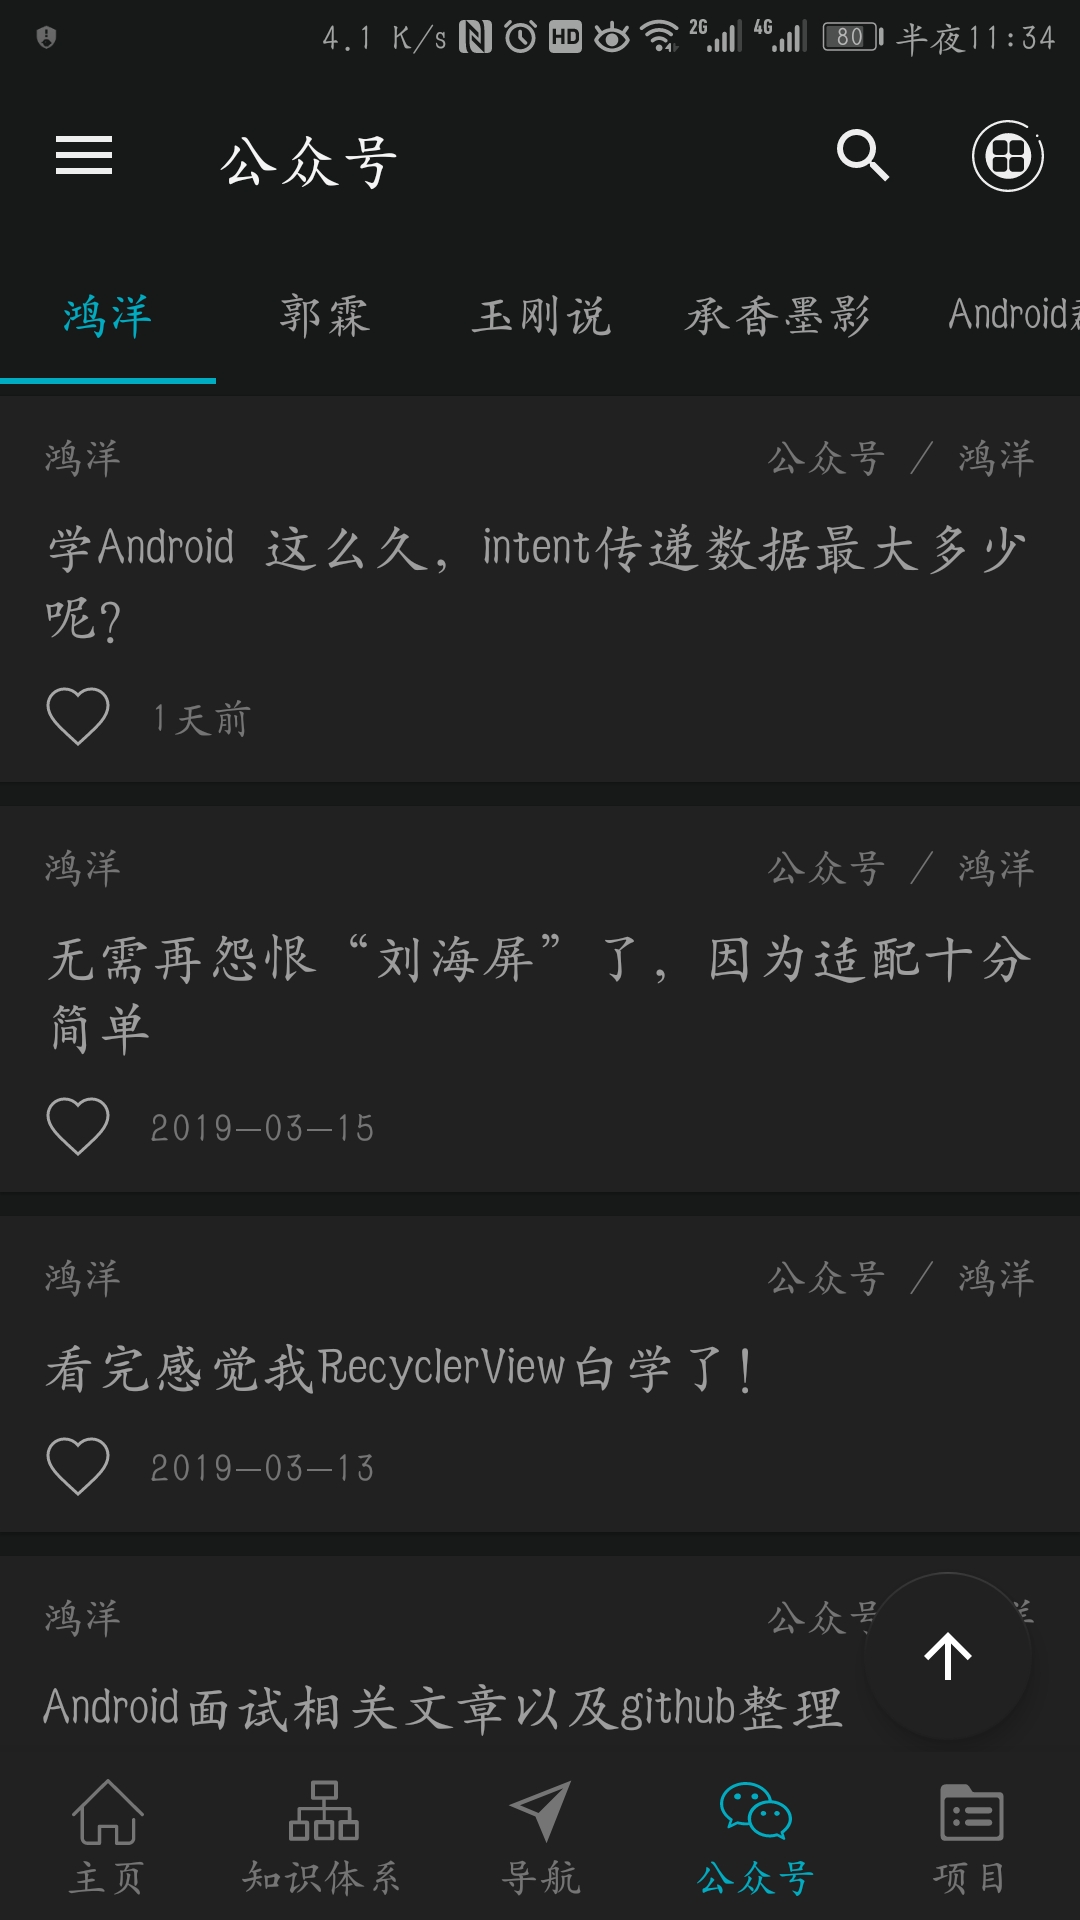 4.1 K/s HD 2G 4G 80 半夜11:34
公众号
鸿洋 郭霖 玉刚说 承香墨影 Android
鸿洋 公众号 / 鸿洋
学Android 这么久，intent传递数据最大多少
呢？
1天前
鸿洋 公众号 / 鸿洋
无需再怨恨“刘海屏”了，因为适配十分
简单
2019-03-15
鸿洋 公众号 / 鸿洋
看完感觉我RecyclerView白学了！
2019-03-13
鸿洋 公众号
Android面试相关文章以及github整理
主页 知识体系 导航 公众号 项目